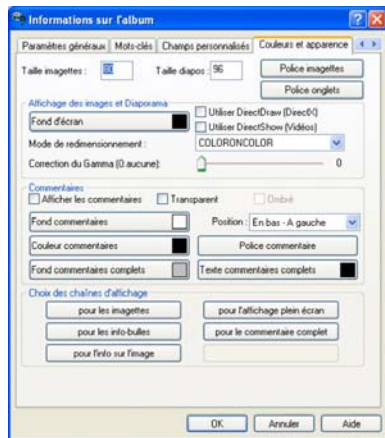 Informations sur l'album
Paramètres généraux Mots-clés Champs personnalisés Couleurs et apparence
Taille imagettes : 80 Taille diapos : 96 Police imagettes
Police onglets
Affichage des images et Diaporama
Fond d'écran Utiliser DirectDraw (DirectX)
Utiliser DirectShow (Vidéos)
Mode de redimensionnement : COLORONCOLOR
Correction du Gamma (0:aucune): 0
Commentaires
Afficher les commentaires Transparent Ombré
Fond commentaires Position : En bas - A gauche
Couleur commentaires Police commentaire
Fond commentaires complets Texte commentaires complets
Choix des chaînes d'affichage
pour les imagettes pour l'affichage plein écran
pour les info-bulles pour le commentaire complet
pour l'info sur l'image
OK Annuler Aide